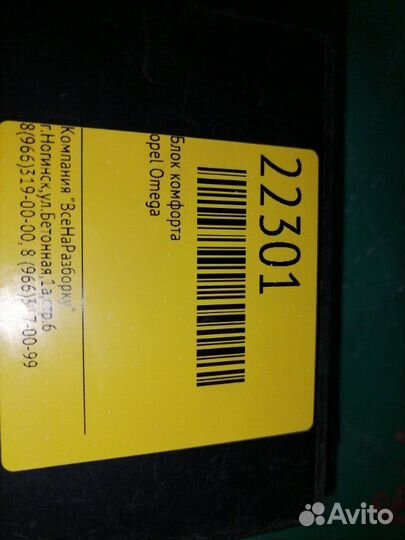 22301
Блок комфорта
opel Omega
Компания "ВсеНаРазборку"
г.Ногинск,ул.Бетонная,1а,стр.6
8(966)319-00-00, 8 (966)317-00-99
Avito